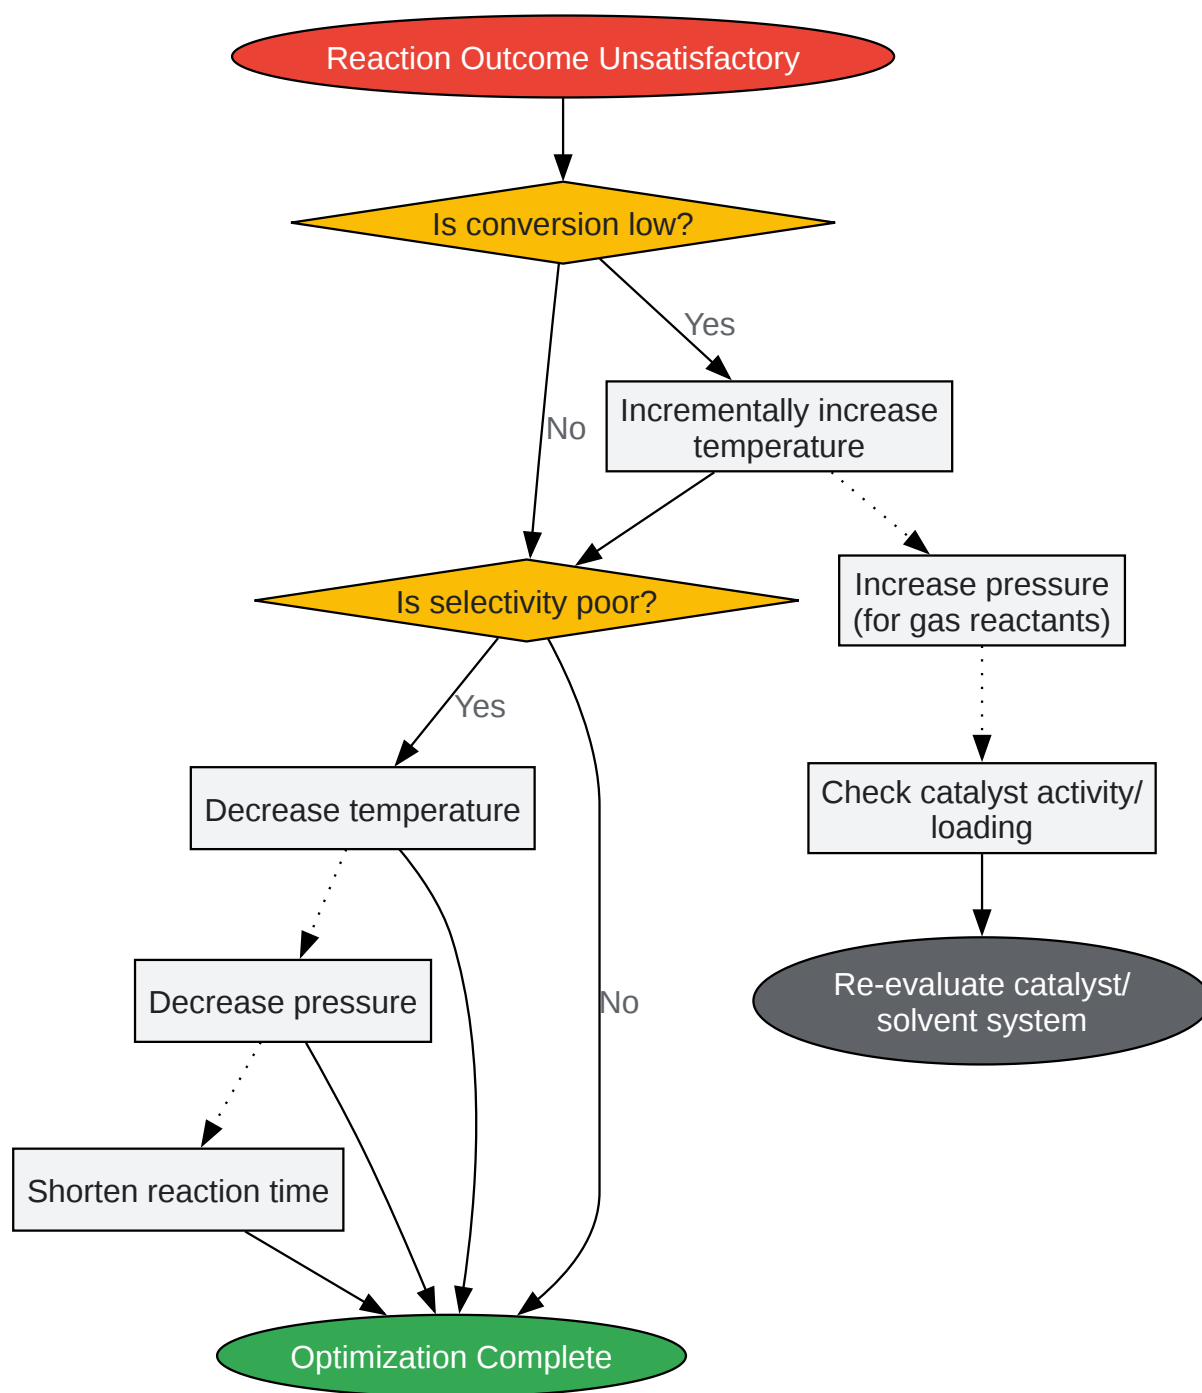 Reaction Outcome Unsatisfactory
Is conversion low?
Yes
Incrementally increase
temperature
No
Increase pressure
(for gas reactants)
Is selectivity poor?
Yes
Check catalyst activity/
loading
Decrease temperature
Re-evaluate catalyst/
solvent system
Decrease pressure
No
Shorten reaction time
Optimization Complete